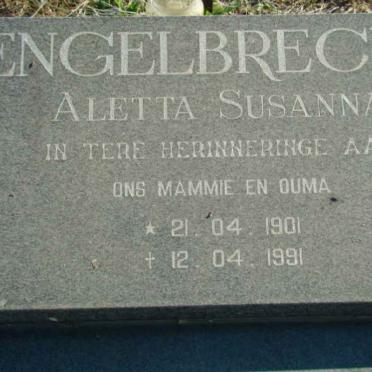 ENGELBREC
ALETTA SUSANNA
IN TERE HERINNERINGE AA
ONS MAMMIE EN OUMA
* 21. 04. 1901
† 12. 04. 1991